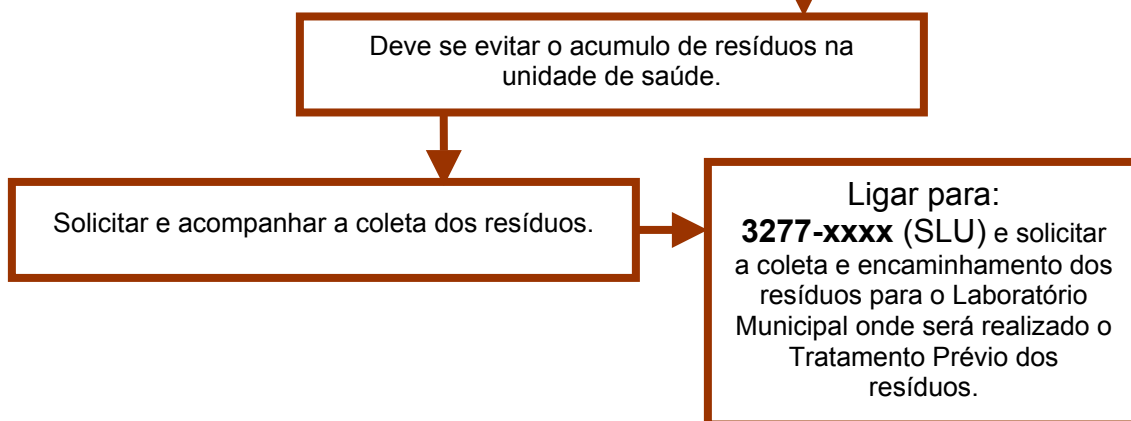 Deve se evitar o acumulo de resíduos na
unidade de saúde.
Solicitar e acompanhar a coleta dos resíduos.
Ligar para:
3277-xxxx (SLU) e solicitar
a coleta e encaminhamento dos
resíduos para o Laboratório
Municipal onde será realizado o
Tratamento Prévio dos
resíduos.